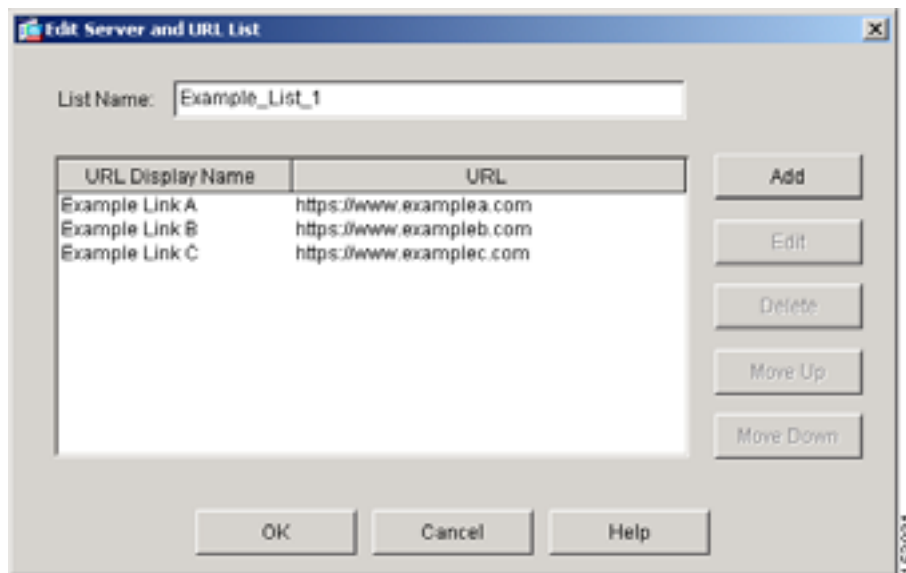 Edit Server and URL List
List Name: Example_List_1
URL Display Name URL Add
Example Link A https://www.examplea.com
Example Link B https://www.exampleb.com
Example Link C https://www.examplec.com
Edit
Delete
Move Up
Move Down
OK Cancel Help